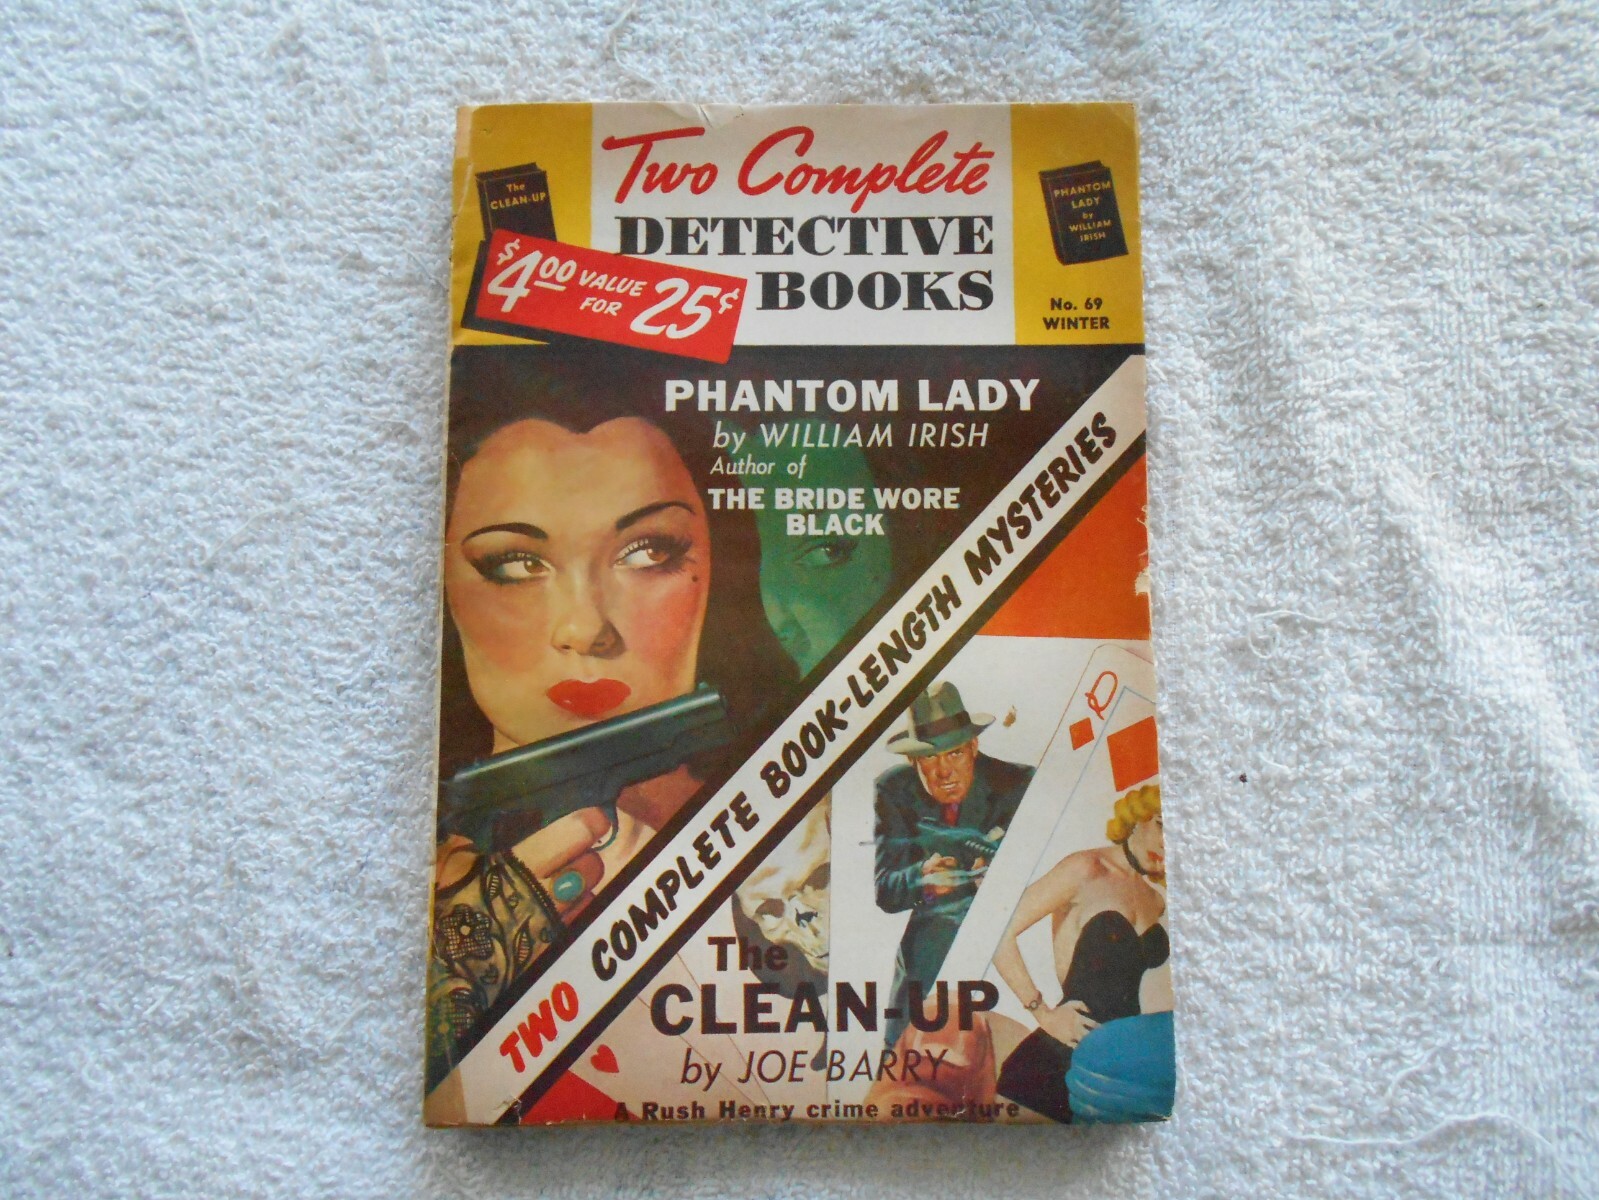 Two Complete
DETECTIVE
BOOKS
The
CLEAN-UP
$4.00 VALUE
FOR 25¢
PHANTOM
LADY
by
WILLIAM
IRISH
No. 69
WINTER
PHANTOM LADY
by WILLIAM IRISH
Author of
THE BRIDE WORE
BLACK
TWO COMPLETE BOOK-LENGTH MYSTERIES
The
CLEAN-UP
by JOE BARRY
A Rush Henry crime adventure